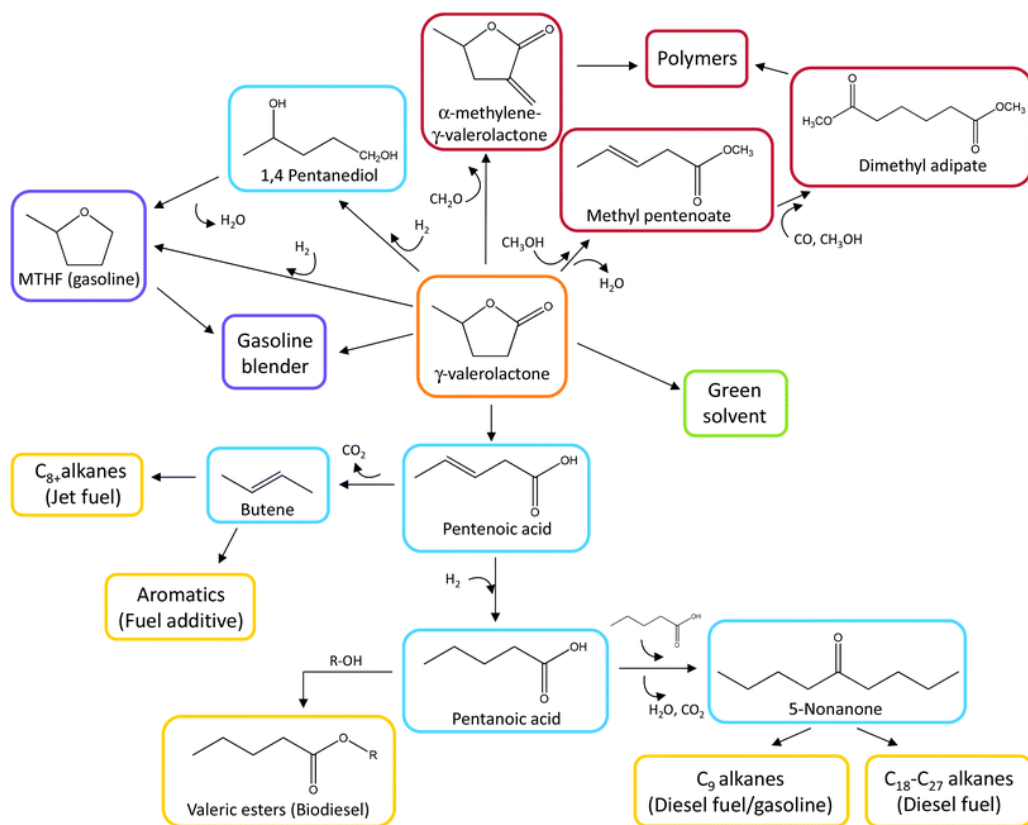 O
O
α-methylene-
γ-valerolactone
Polymers
O
OCH₃
H₃CO
O
Dimethyl adipate
OH
CH₂OH
1,4 Pentanediol
OCH₃
O
Methyl pentenoate
O
MTHF (gasoline)
H₂O
H₂
H₂
CH₂O
CH₃OH
H₂O
CO, CH₃OH
Gasoline
blender
O
O
γ-valerolactone
Green
solvent
C₈₊alkanes
(Jet fuel)
Butene
CO₂
OH
O
Pentenoic acid
Aromatics
(Fuel additive)
H₂
R-OH
OH
O
Pentanoic acid
OH
O
H₂O, CO₂
O
5-Nonanone
O
R
O
Valeric esters (Biodiesel)
C₉ alkanes
(Diesel fuel/gasoline)
C₁₈-C₂₇ alkanes
(Diesel fuel)